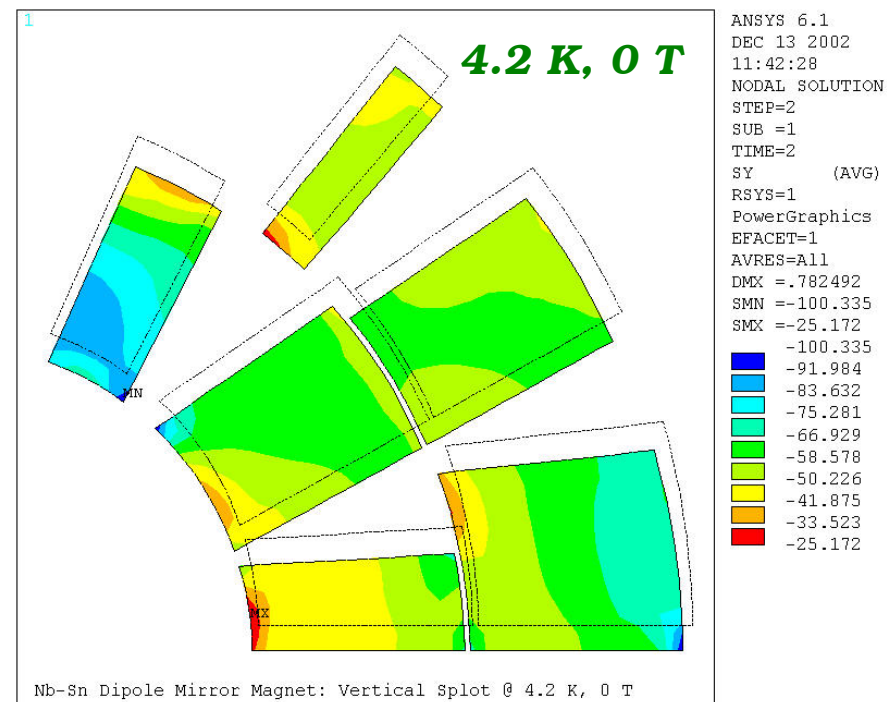 1
4.2 K, 0 T
MN
MX
Nb-Sn Dipole Mirror Magnet: Vertical Splot @ 4.2 K, 0 T
ANSYS 6.1
DEC 13 2002
11:42:28
NODAL SOLUTION
STEP=2
SUB =1
TIME=2
SY (AVG)
RSYS=1
PowerGraphics
EFACET=1
AVRES=All
DMX =.782492
SMN =-100.335
SMX =-25.172
-100.335
-91.984
-83.632
-75.281
-66.929
-58.578
-50.226
-41.875
-33.523
-25.172